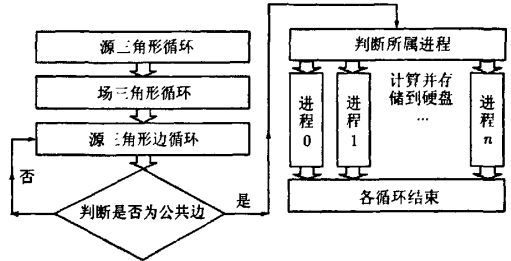 源三角形循环
场三角形循环
源三角形边循环
否
判断是否为公共边
是
判断所属进程
进程0
进程1
计算并存
储到硬盘
…
进程n
各循环结束